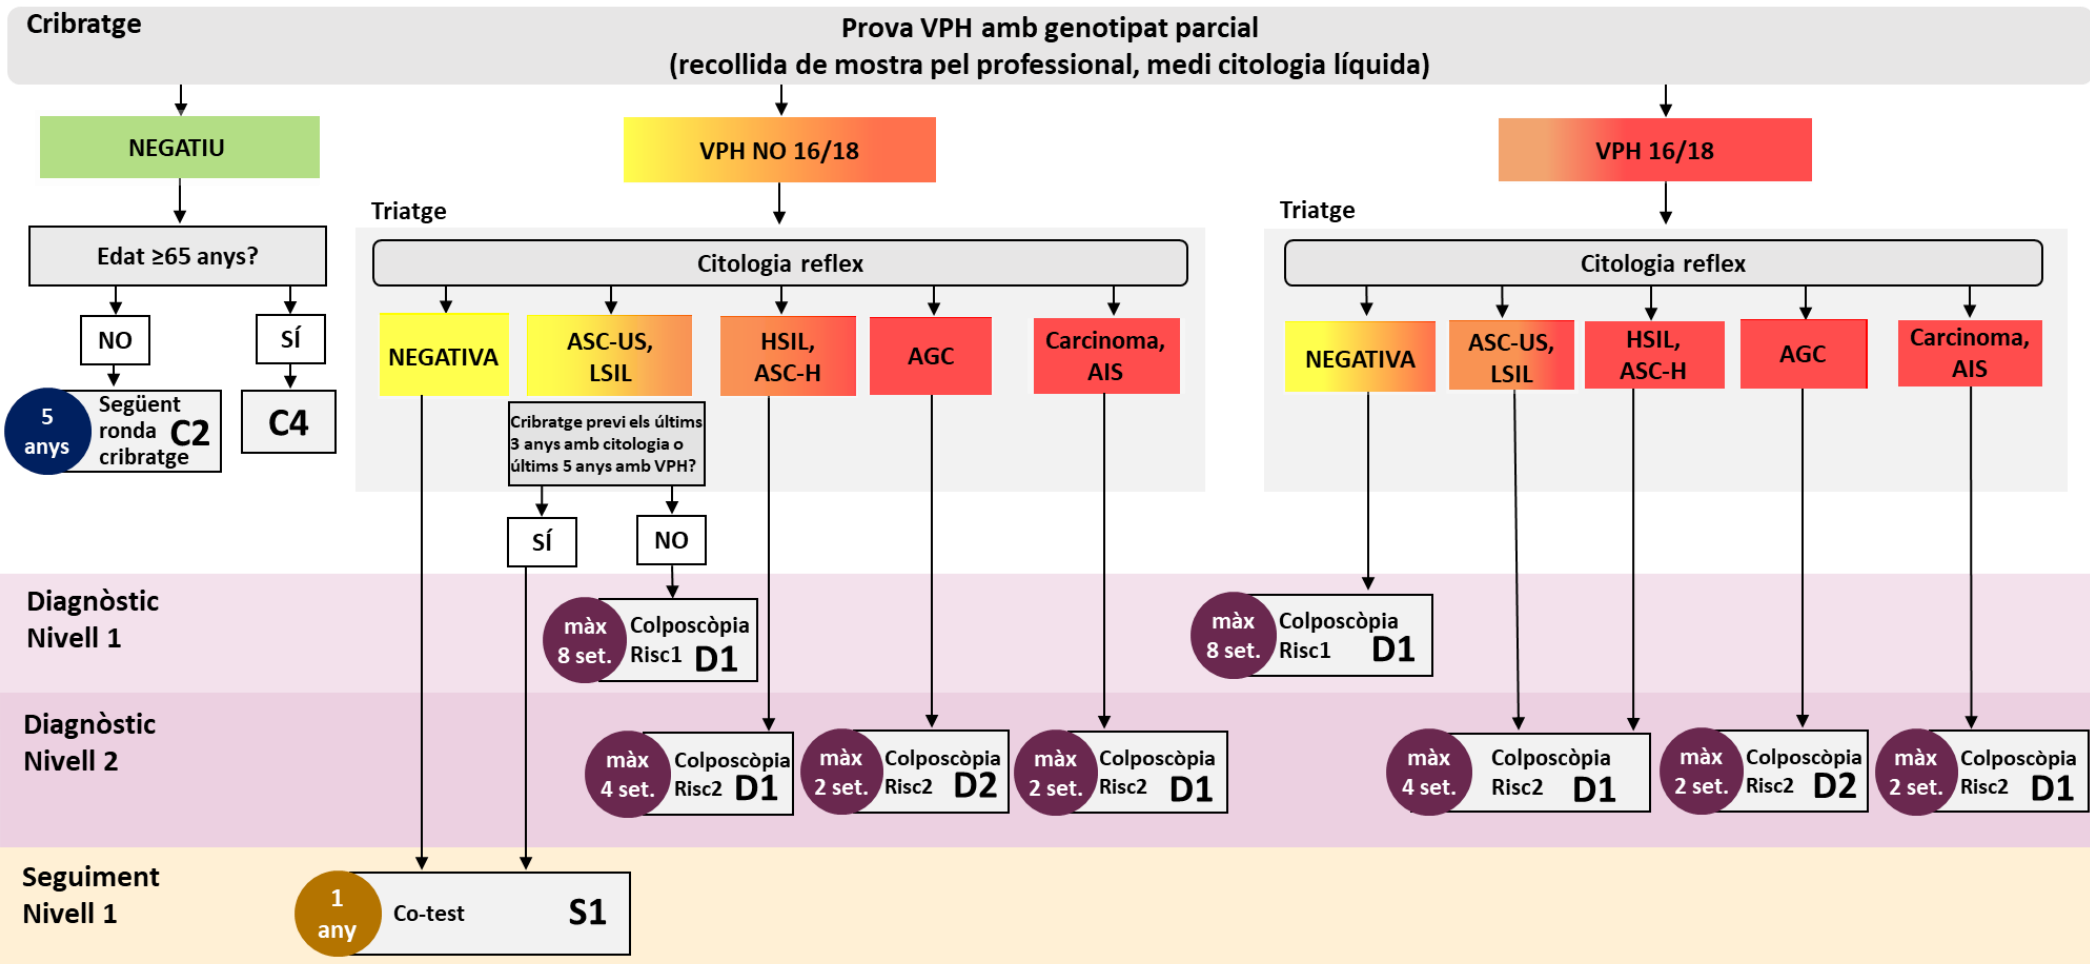 Cribratge
Prova VPH amb genotipat parcial
(recollida de mostra pel professional, medi citologia líquida)
NEGATIU
VPH NO 16/18
VPH 16/18
Edat ≥65 anys?
NO
SÍ
5
anys
Següent
ronda
cribratge
C2
C4
Triatge
Citologia reflex
NEGATIVA
ASC-US,
LSIL
HSIL,
ASC-H
AGC
Carcinoma,
AIS
Cribratge previ els últims
3 anys amb citologia o
últims 5 anys amb VPH?
SÍ
NO
Triatge
Citologia reflex
NEGATIVA
ASC-US,
LSIL
HSIL,
ASC-H
AGC
Carcinoma,
AIS
Diagnòstic
Nivell 1
màx
8 set.
Colposcòpia
Risc1 D1
màx
8 set.
Colposcòpia
Risc1 D1
Diagnòstic
Nivell 2
màx
4 set.
Colposcòpia
Risc2 D1
màx
2 set.
Colposcòpia
Risc2 D2
màx
2 set.
Colposcòpia
Risc2 D1
màx
4 set.
Colposcòpia
Risc2 D1
màx
2 set.
Colposcòpia
Risc2 D2
màx
2 set.
Colposcòpia
Risc2 D1
Seguiment
Nivell 1
1
any
Co-test S1